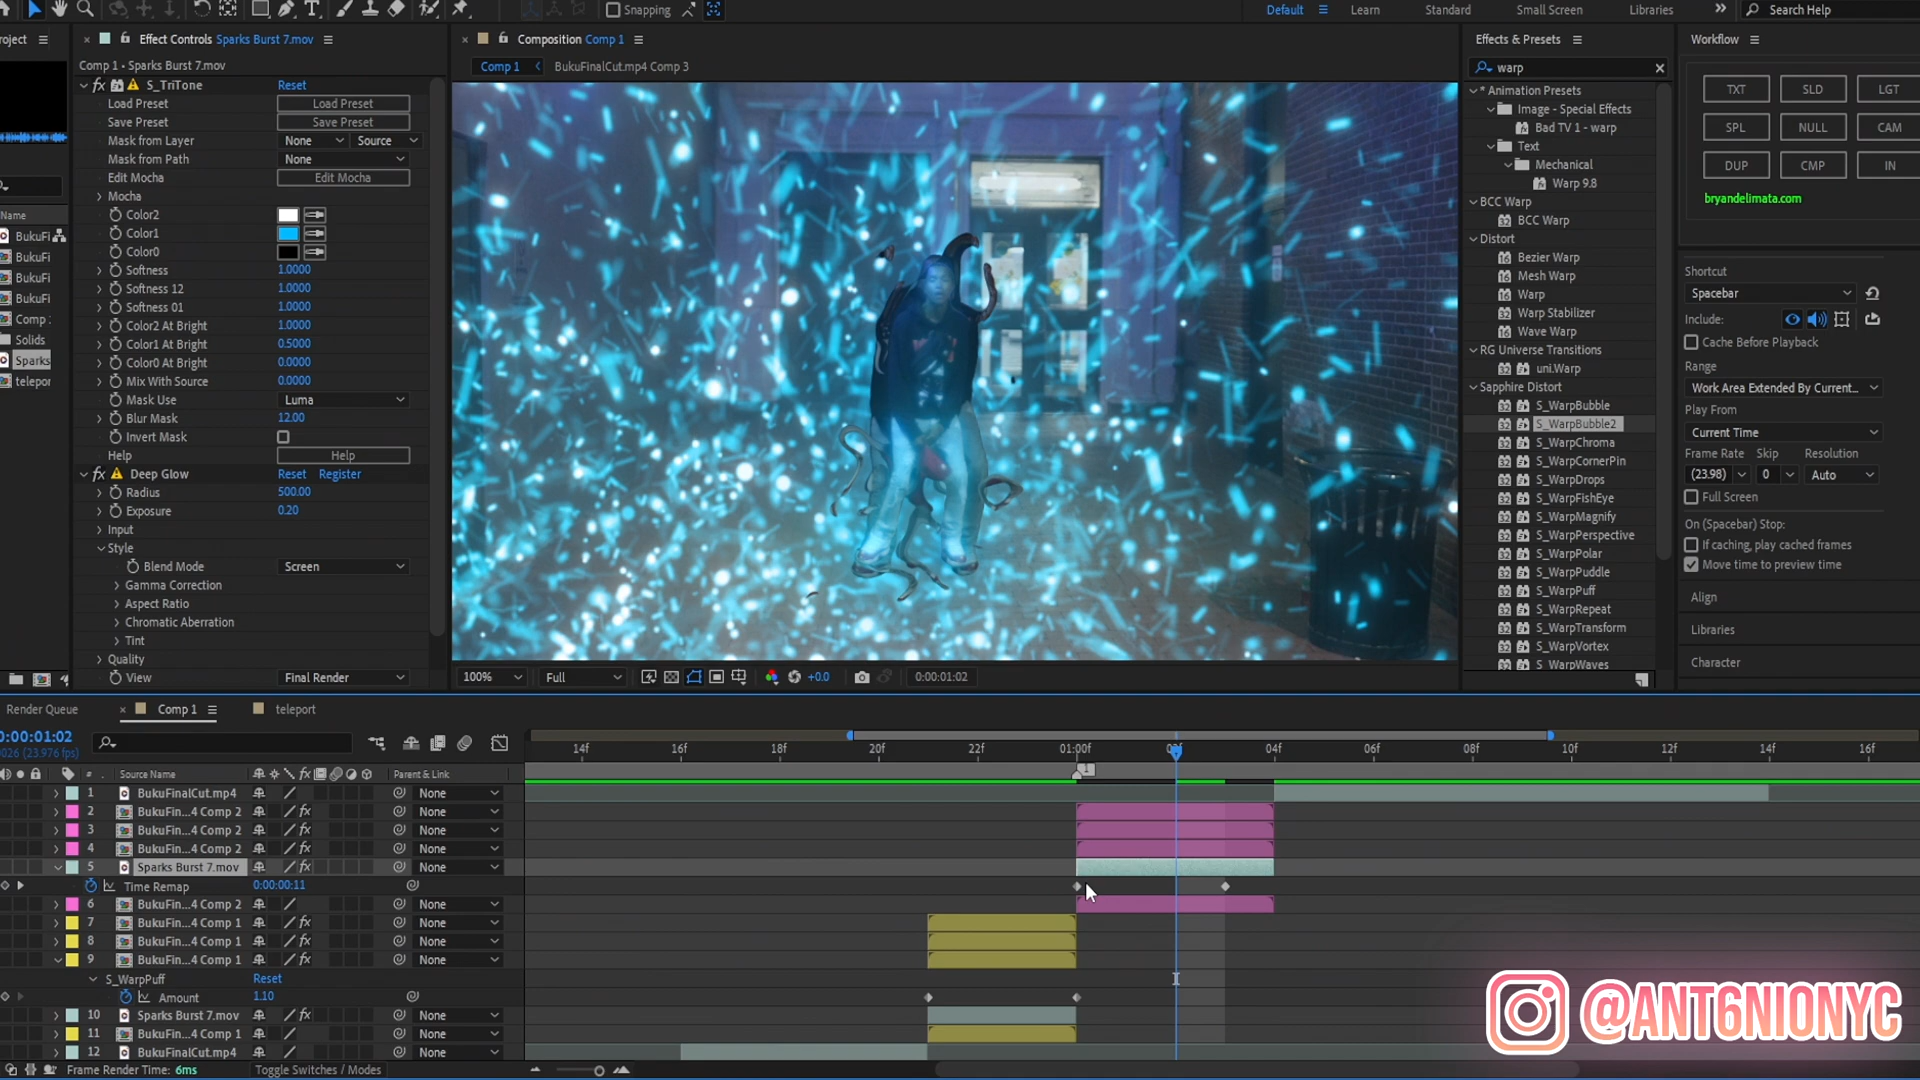 Snapping
Default
Learn
Standard
Small Screen
Libraries
Search Help
roject
Effect Controls Sparks Burst 7.mov
Composition Comp 1
Effects & Presets
Workflow
Comp 1 • Sparks Burst 7.mov
Comp 1
BukuFinalCut.mp4 Comp 3
warp
S_TriTone
Reset
Load Preset
Load Preset
Save Preset
Save Preset
Mask from Layer
None
Source
Mask from Path
None
Edit Mocha
Edit Mocha
Mocha
Color2
Color1
Color0
Softness
1.0000
Softness 12
1.0000
Softness 01
1.0000
Color2 At Bright
1.0000
Color1 At Bright
0.5000
Color0 At Bright
0.0000
Mix With Source
0.0000
Mask Use
Luma
Blur Mask
12.00
Invert Mask
Help
Help
Deep Glow
Reset
Register
Radius
500.00
Exposure
0.20
Input
Style
Blend Mode
Screen
Gamma Correction
Aspect Ratio
Chromatic Aberration
Tint
Quality
View
Final Render
Name
BukuFi
BukuFi
BukuFi
BukuFi
Comp
Solids
Sparks
telepor
100%
Full
+0.0
0:00:01:02
* Animation Presets
Image - Special Effects
Bad TV 1 - warp
Text
Mechanical
Warp 9.8
BCC Warp
BCC Warp
Distort
Bezier Warp
Mesh Warp
Warp
Warp Stabilizer
Wave Warp
RG Universe Transitions
uni.Warp
Sapphire Distort
S_WarpBubble
S_WarpBubble2
S_WarpChroma
S_WarpCornerPin
S_WarpDrops
S_WarpFishEye
S_WarpMagnify
S_WarpPerspective
S_WarpPolar
S_WarpPuddle
S_WarpPuff
S_WarpRepeat
S_WarpTransform
S_WarpVortex
S_WarpWaves
TXT
SLD
LGT
SPL
NULL
CAM
DUP
CMP
IN
bryandelimata.com
Shortcut
Spacebar
Include:
Cache Before Playback
Range
Work Area Extended By Current...
Play From
Current Time
Frame Rate
Skip
Resolution
(23.98)
0
Auto
Full Screen
On (Spacebar) Stop:
If caching, play cached frames
Move time to preview time
Align
Libraries
Character
Render Queue
Comp 1
teleport
0:00:01:02
0026 (23.976 fps)
14f
16f
18f
20f
22f
01:00f
02f
04f
06f
08f
10f
12f
14f
16f
1
#
Source Name
Parent & Link
1
BukuFinalCut.mp4
None
2
BukuFin...4 Comp 2
None
3
BukuFin...4 Comp 2
None
4
BukuFin...4 Comp 2
None
5
Sparks Burst 7.mov
None
Time Remap
0:00:00:11
6
BukuFin...4 Comp 2
None
7
BukuFin...4 Comp 1
None
8
BukuFin...4 Comp 1
None
9
BukuFin...4 Comp 1
None
S_WarpPuff
Reset
Amount
1.10
10
Sparks Burst 7.mov
None
11
BukuFin...4 Comp 1
None
12
BukuFinalCut.mp4
None
Frame Render Time: 6ms
Toggle Switches / Modes
@ANT6NIONYC